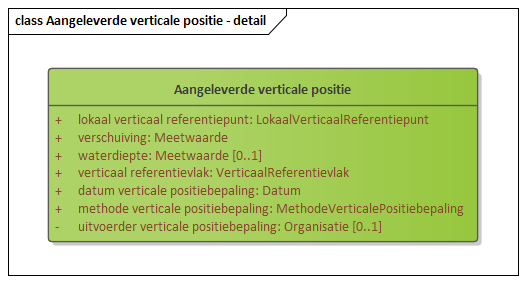 class Aangeleverde verticale positie - detail
Aangeleverde verticale positie
+ lokaal verticaal referentiepunt: LokaalVerticaalReferentiepunt
+ verschuiving: Meetwaarde
+ waterdiepte: Meetwaarde [0..1]
+ verticaal referentievlak: VerticaalReferentievlak
+ datum verticale positiebepaling: Datum
+ methode verticale positiebepaling: MethodeVerticalePositiebepaling
- uitvoerder verticale positiebepaling: Organisatie [0..1]